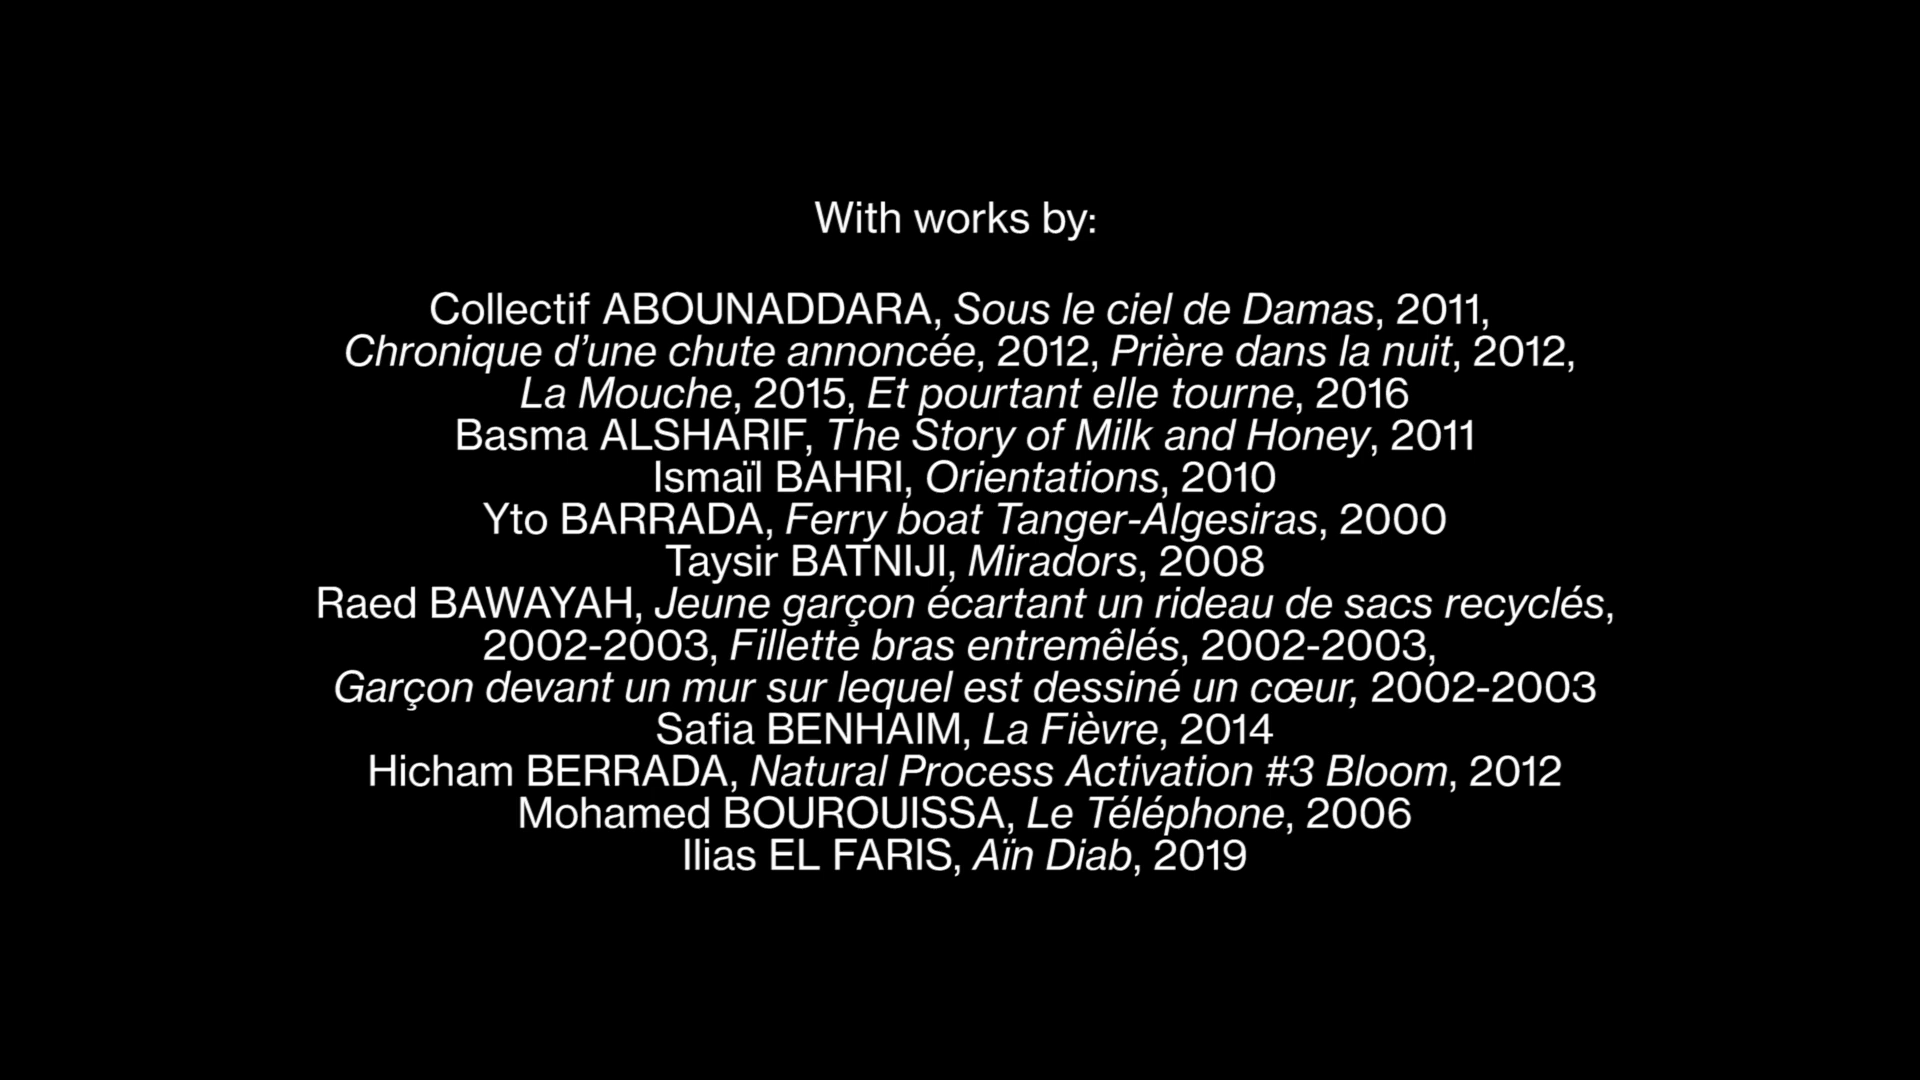 With works by:
Collectif ABOUNADDARA, Sous le ciel de Damas, 2011,
Chronique d’une chute annoncée, 2012, Prière dans la nuit, 2012,
La Mouche, 2015, Et pourtant elle tourne, 2016
Basma ALSHARIF, The Story of Milk and Honey, 2011
Ismaïl BAHRI, Orientations, 2010
Yto BARRADA, Ferry boat Tanger-Algesiras, 2000
Taysir BATNIJI, Miradors, 2008
Raed BAWAYAH, Jeune garçon écartant un rideau de sacs recyclés,
2002-2003, Fillette bras entremêlés, 2002-2003,
Garçon devant un mur sur lequel est dessiné un cœur, 2002-2003
Safia BENHAIM, La Fièvre, 2014
Hicham BERRADA, Natural Process Activation #3 Bloom, 2012
Mohamed BOUROUISSA, Le Téléphone, 2006
Ilias EL FARIS, Aïn Diab, 2019